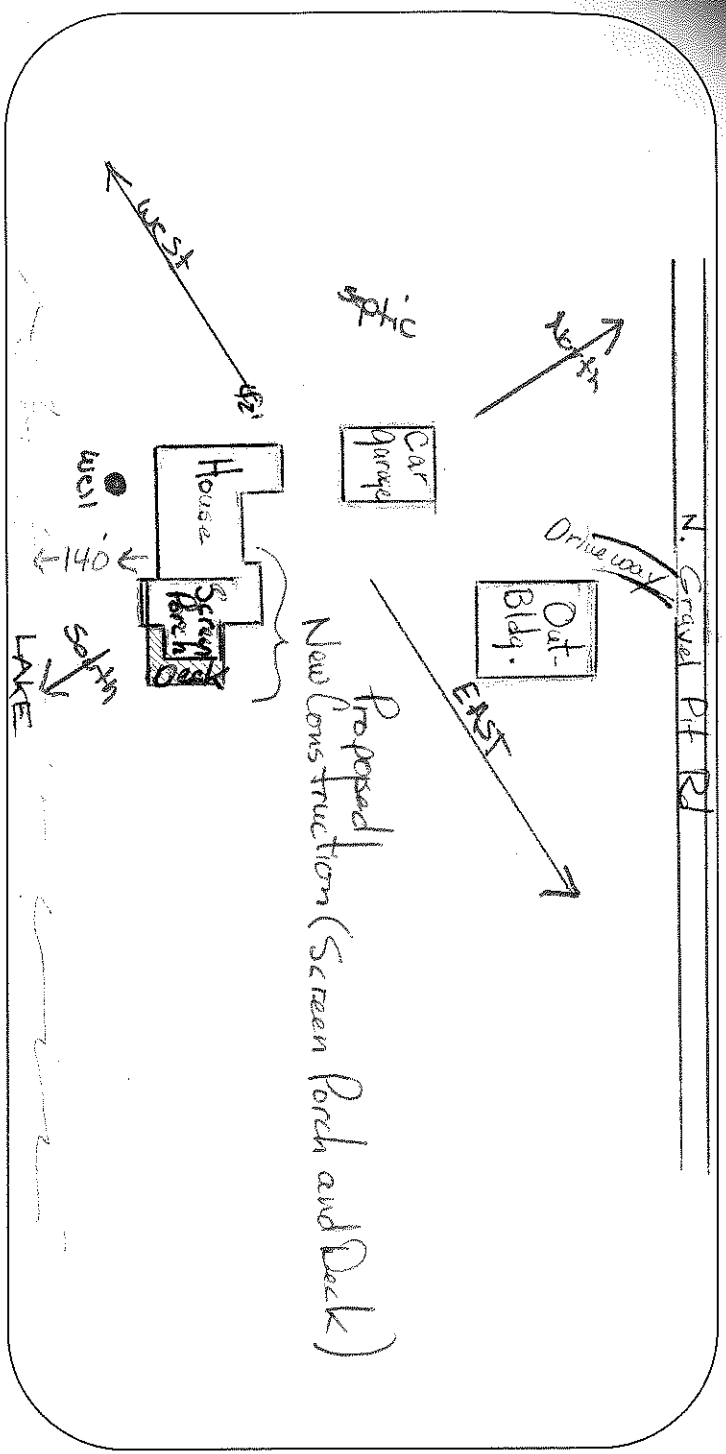 N. Gravel Pit Rd
Driveway
North
Out-
Bldg.
Car
garage
Septic
EAST
West
42'
House
Screen
Porch
Deck
Proposed
New Construction (Screen Porch and Deck)
Well
←140'→
South
LAKE